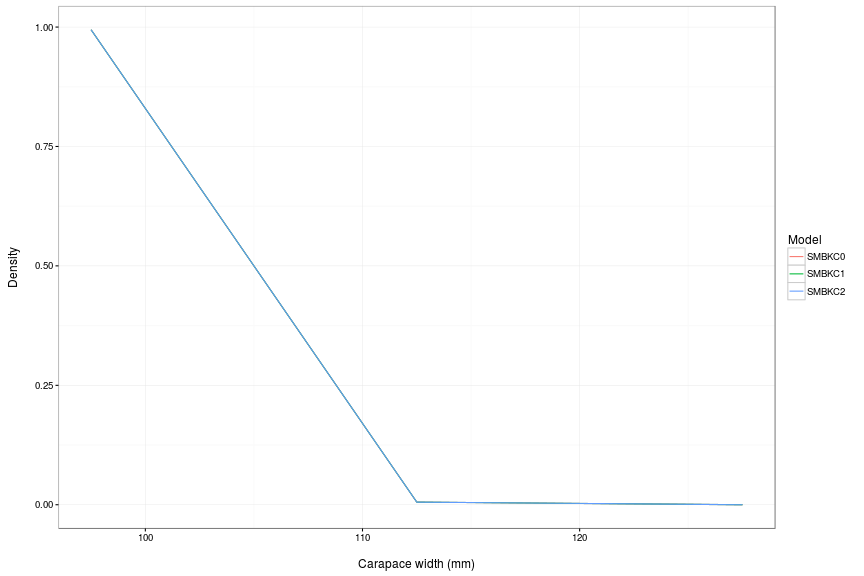 1.00
0.75
0.50
0.25
0.00
Density
100
110
120
Carapace width (mm)
Model
SMBKC0
SMBKC1
SMBKC2